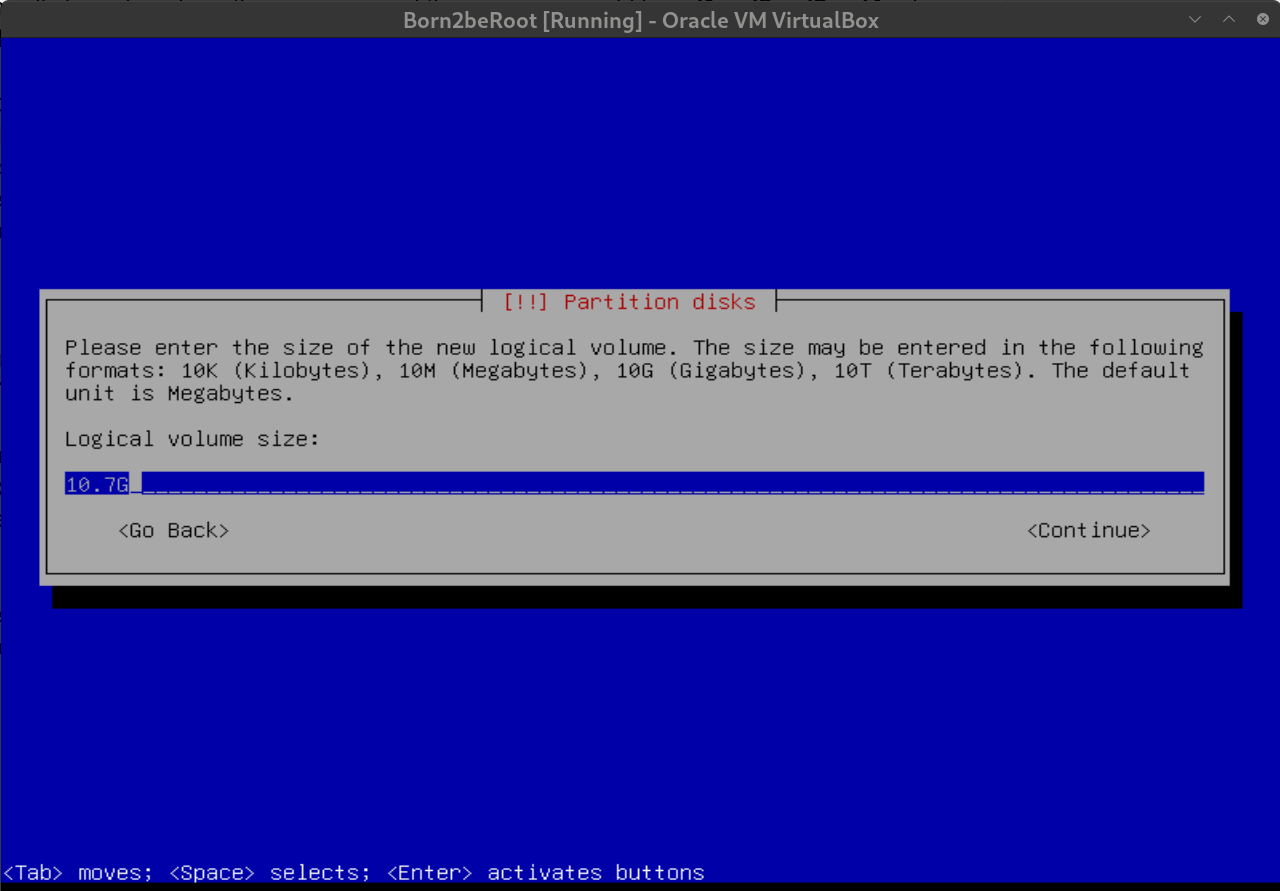 Born2beRoot [Running] - Oracle VM VirtualBox
[!!] Partition disks
Please enter the size of the new logical volume. The size may be entered in the following
formats: 10K (Kilobytes), 10M (Megabytes), 10G (Gigabytes), 10T (Terabytes). The default
unit is Megabytes.
Logical volume size:
10.7G
<Go Back> <Continue>
<Tab> moves; <Space> selects; <Enter> activates buttons